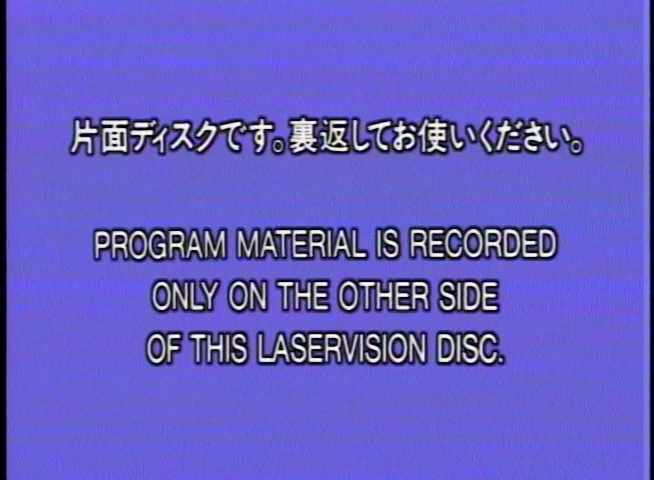 片面ディスクです。裏返してお使いください。
PROGRAM MATERIAL IS RECORDED
ONLY ON THE OTHER SIDE
OF THIS LASERVISION DISC.